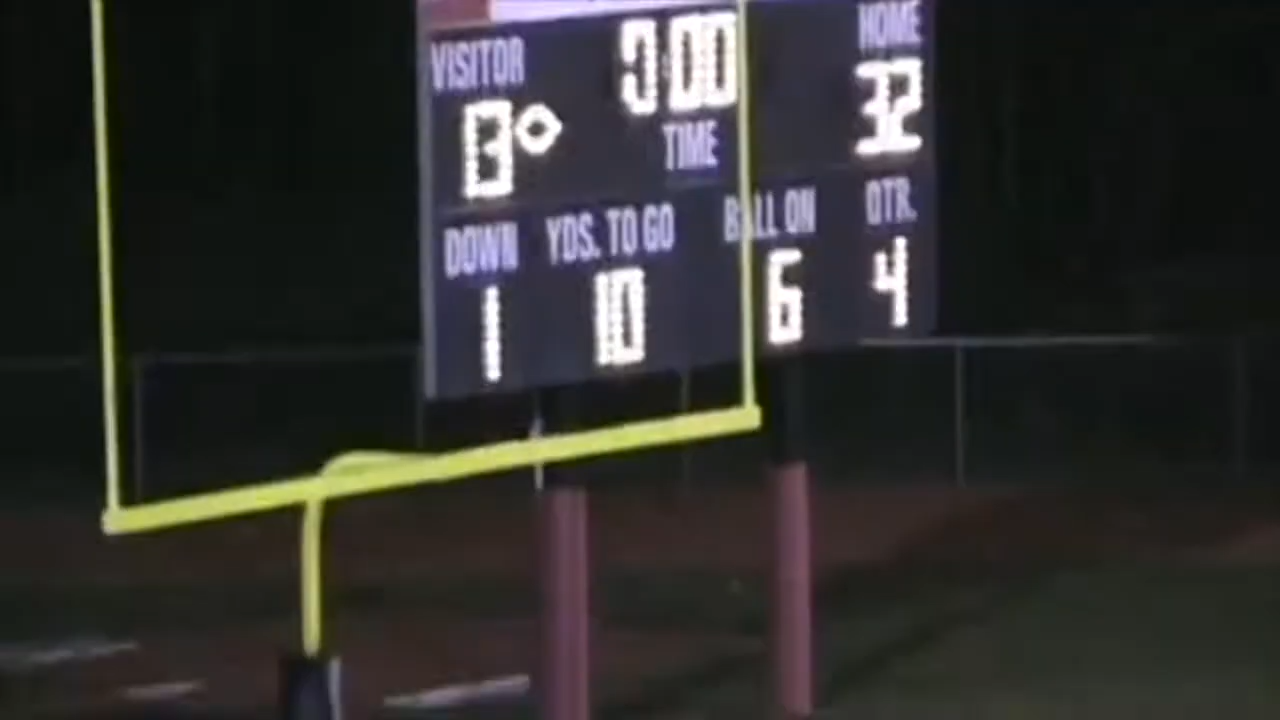 VISITOR
0:00
HOME
32
TIME
DOWN
YDS. TO GO
BALL ON
QTR.
1
10
6
4